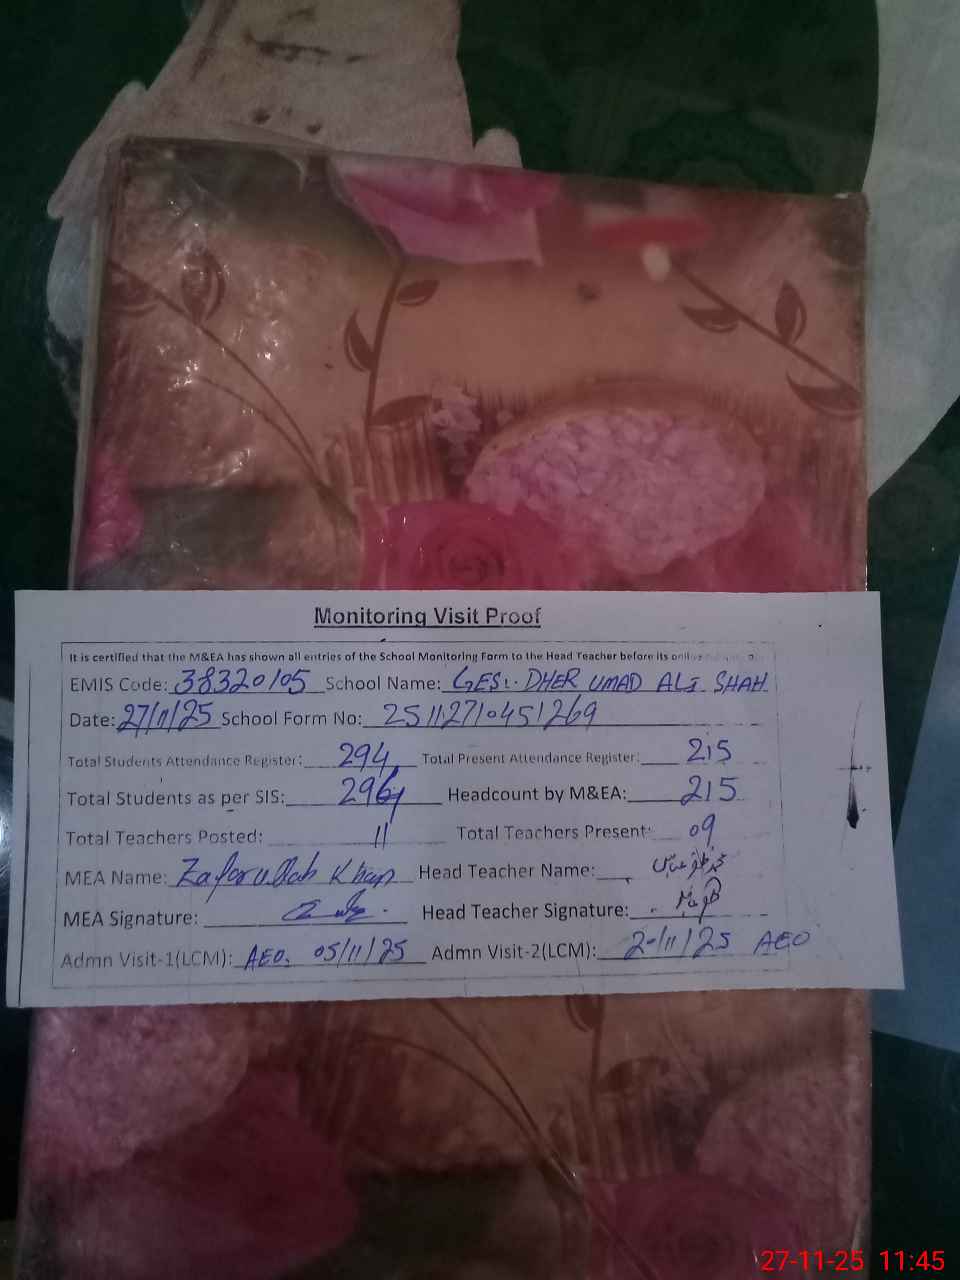 Monitoring Visit Proof
It is certified that the M&EA has shown all entries of the School Monitoring Form to the Head Teacher before its
EMIS Code: 38320105 School Name: GES. DHER UMAD ALI SHAH
Date: 27/11/25 School Form No: 25112710451269
Total Students Attendance Register: 294 Total Present Attendance Register: 215
Total Students as per SIS: 296 Headcount by M&EA: 215
Total Teachers Posted: 11 Total Teachers Present: 09
MEA Name: Zafarullah Khan Head Teacher Name:
MEA Signature: Head Teacher Signature:
Admn Visit-1(LCM): AEO. 05/11/25 Admn Visit-2(LCM): /11/25 AEO
27-11-25 11:45